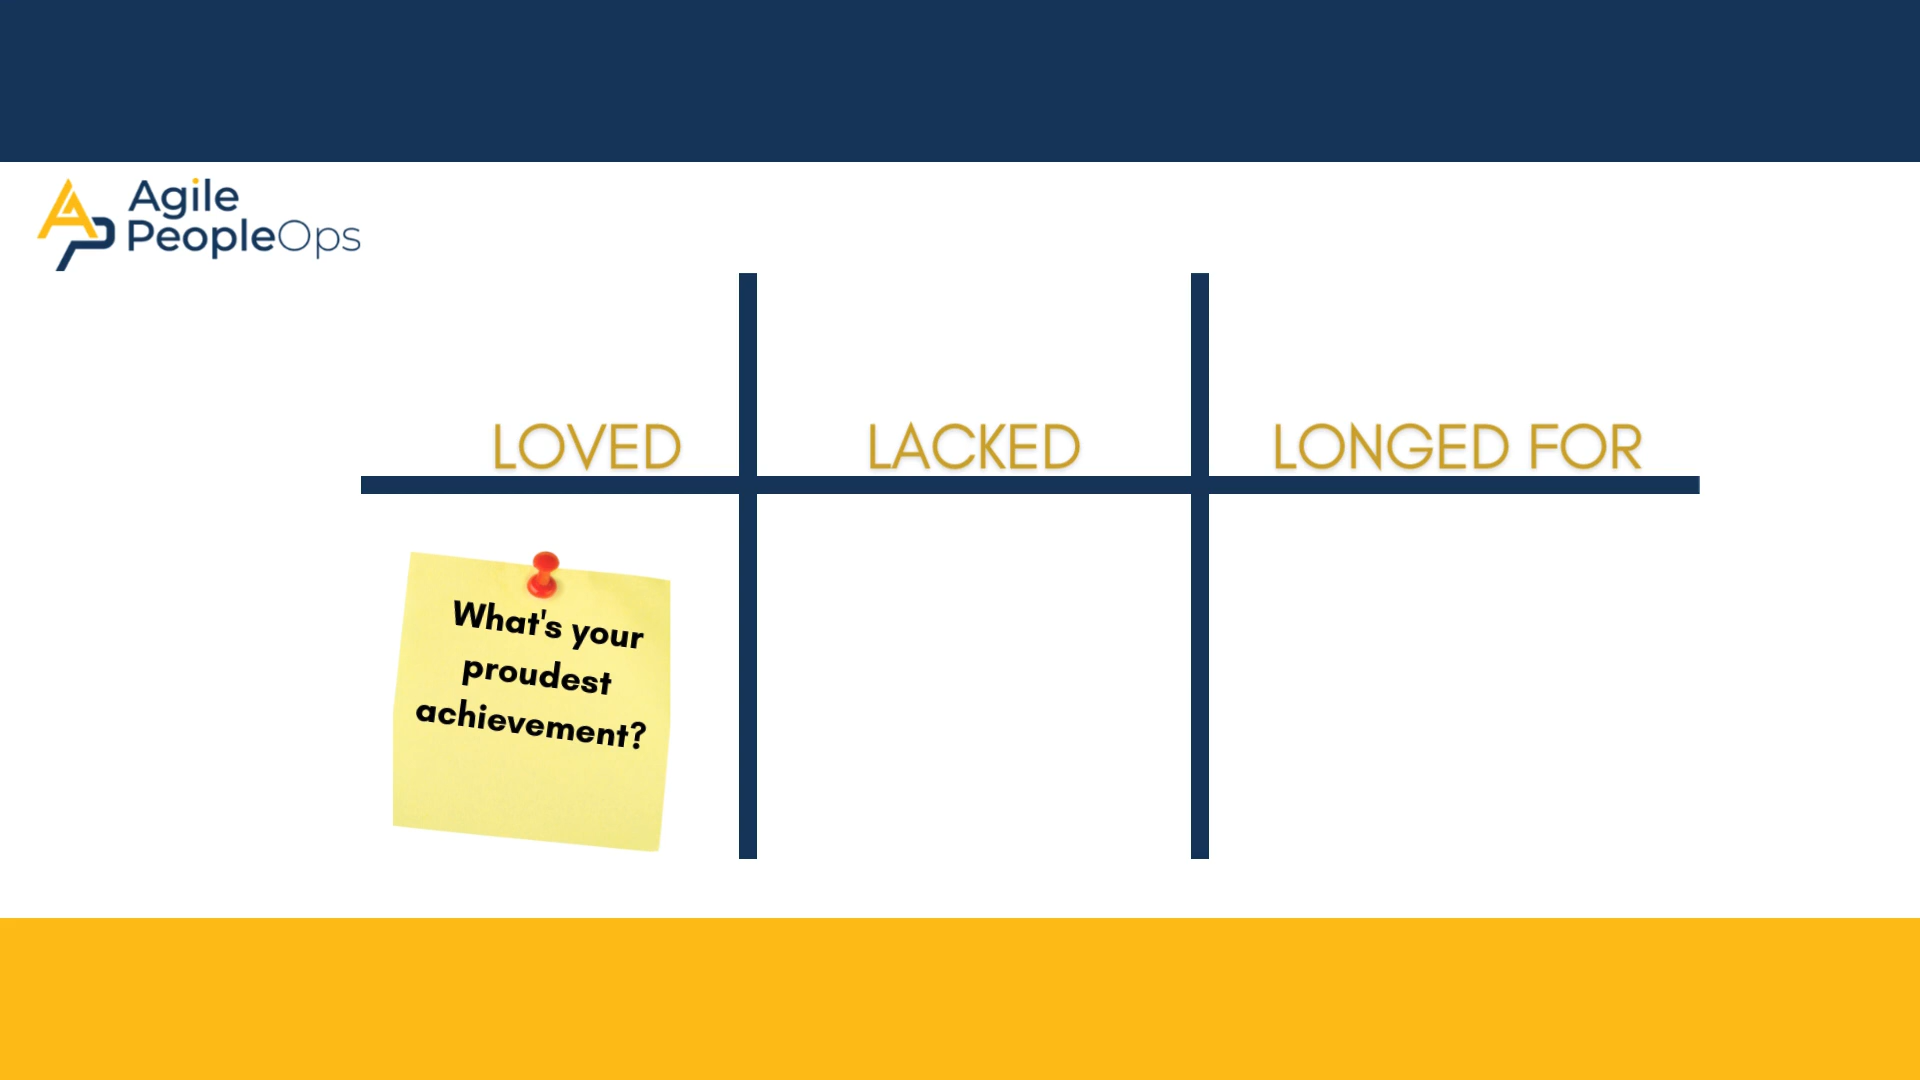 Agile
PeopleOps
LOVED
LACKED
LONGED FOR
What's your
proudest
achievement?